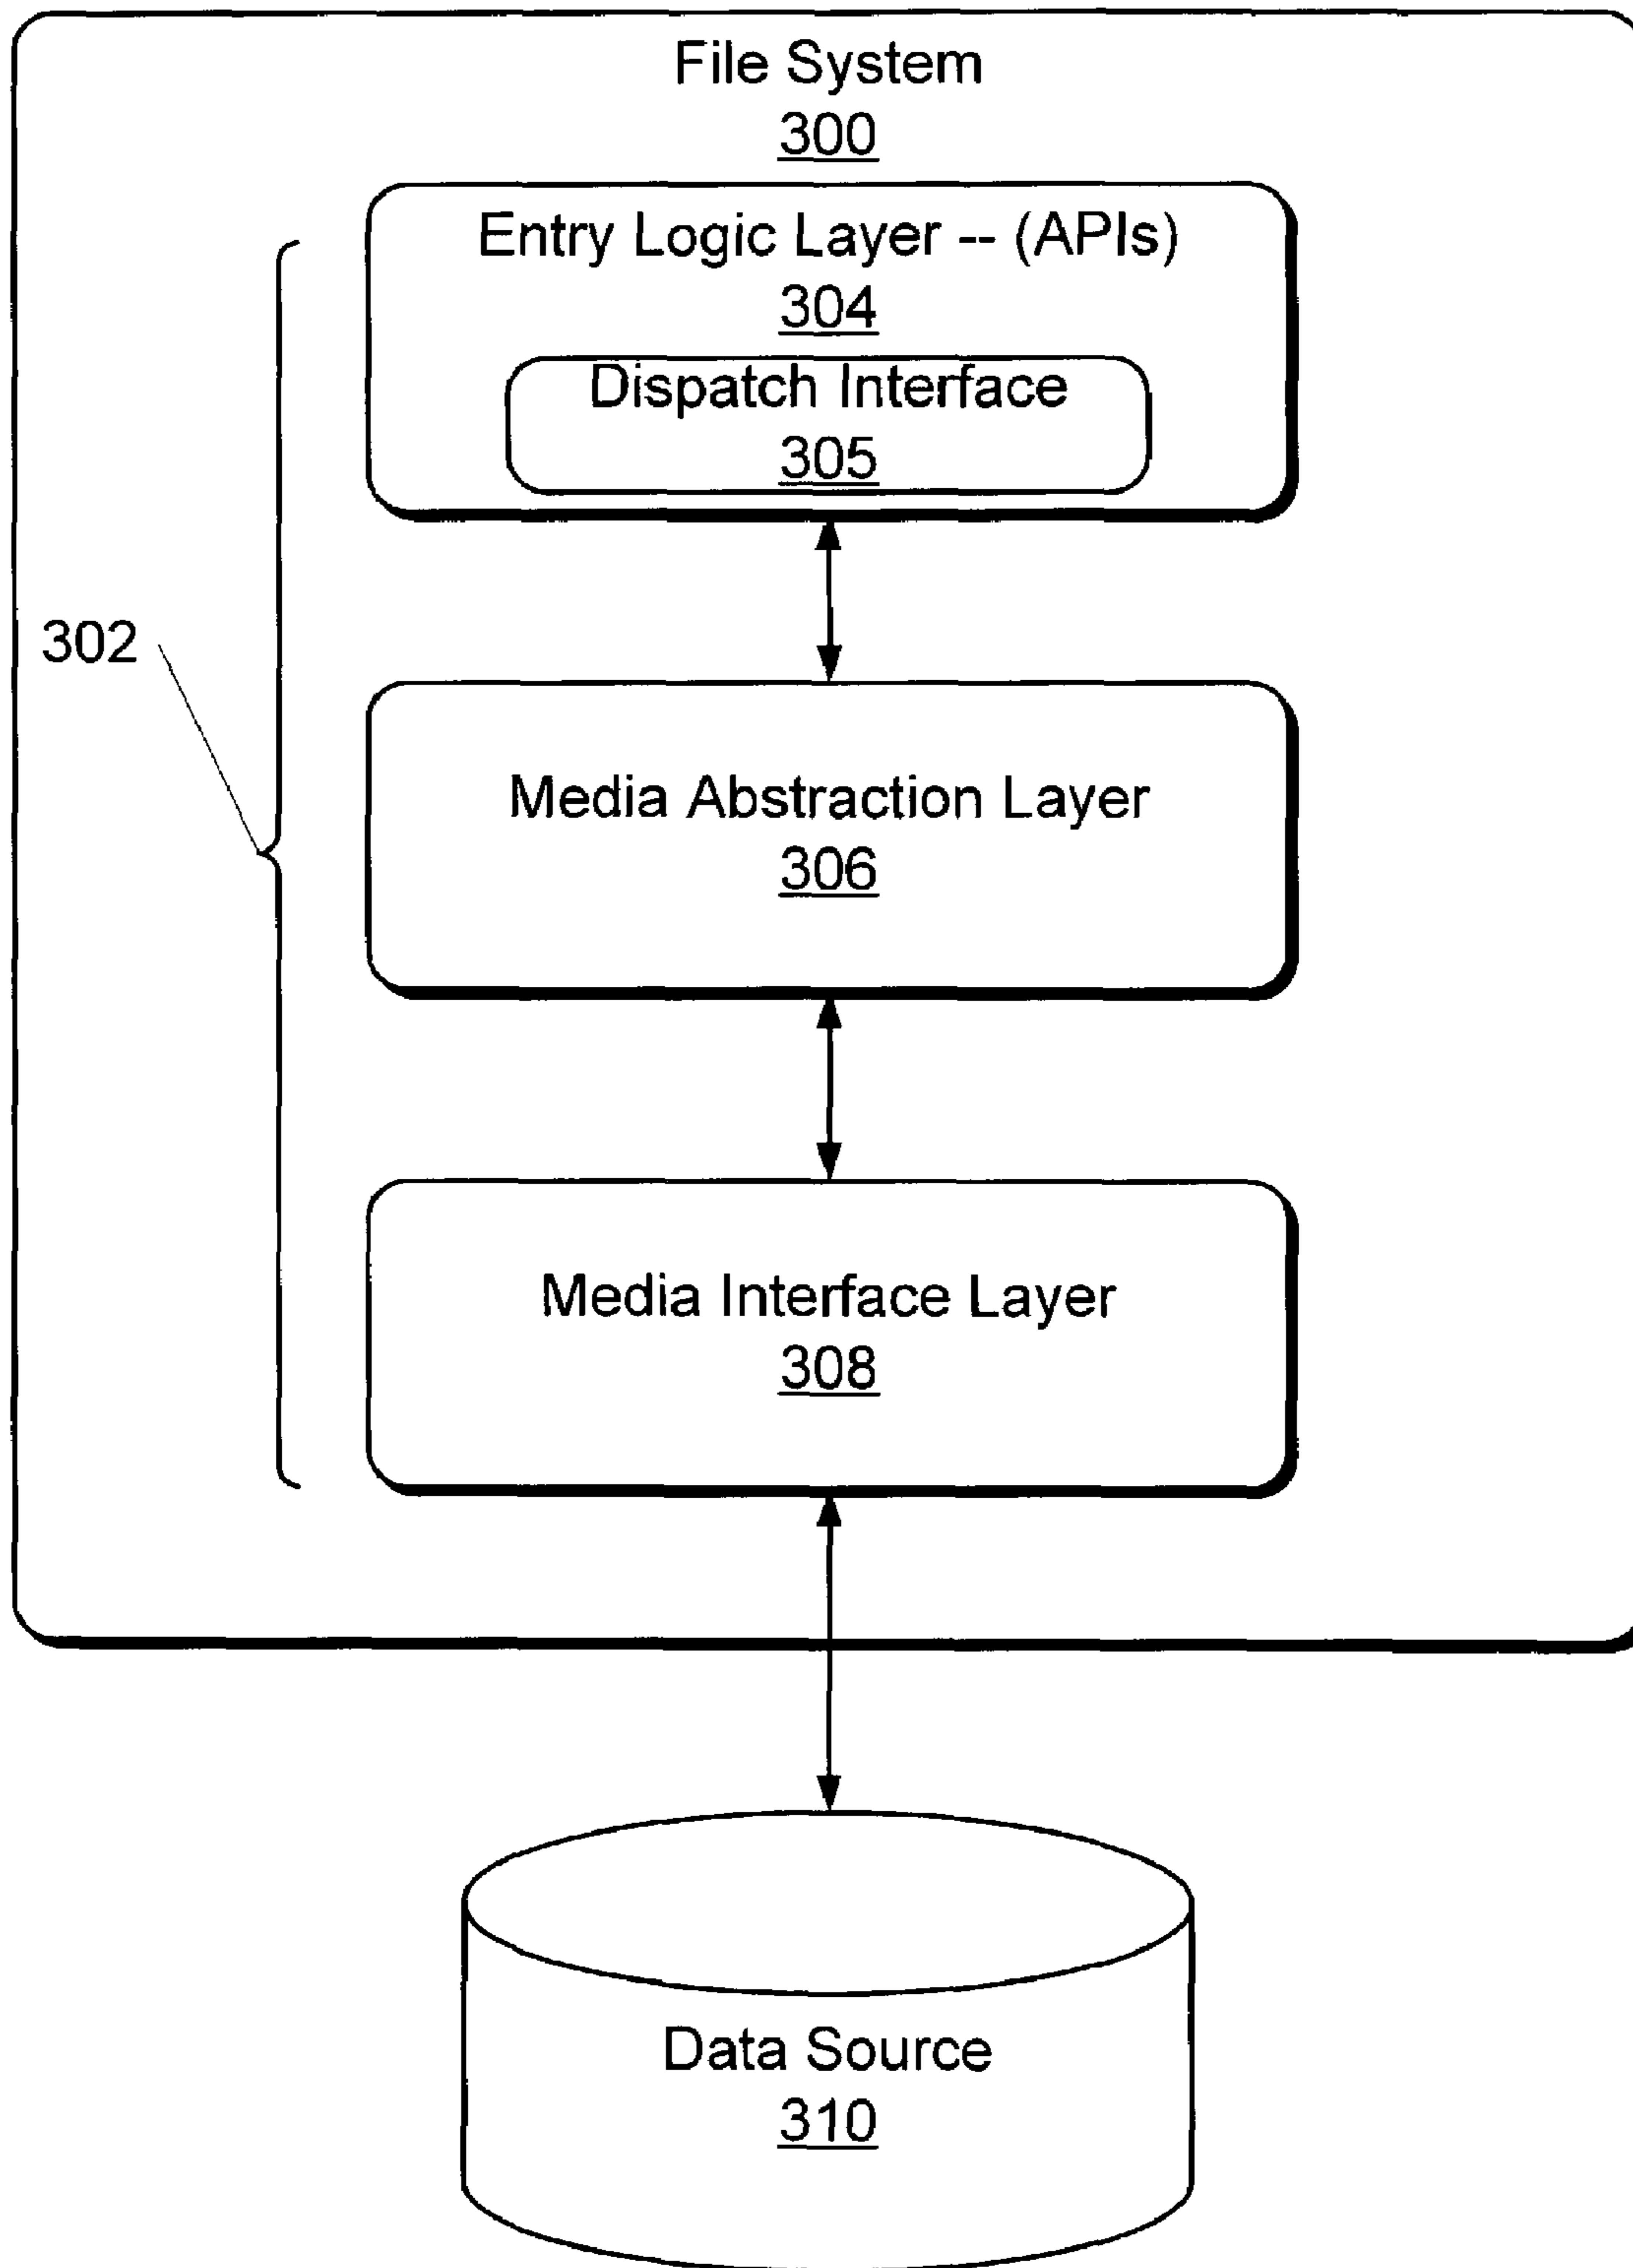 File System
300
Entry Logic Layer -- (APIs)
304
Dispatch Interface
305
302
Media Abstraction Layer
306
Media Interface Layer
308
Data Source
310